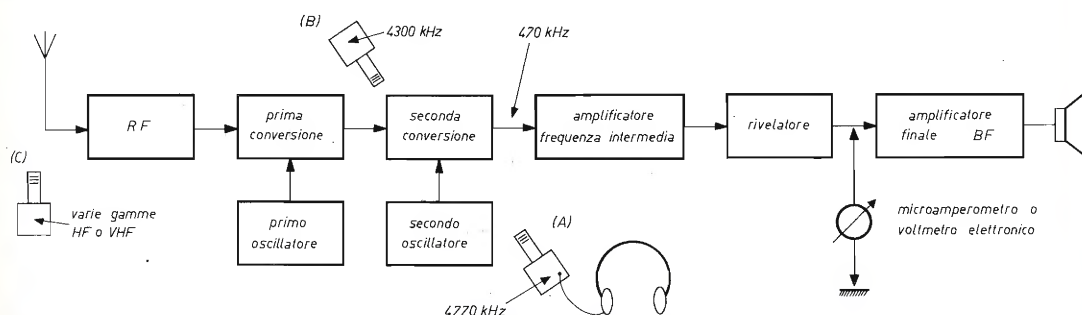 (B)
4300 kHz
470 kHz
RF
prima
conversione
seconda
conversione
amplificatore
frequenza intermedia
rivelatore
amplificatore
finale BF
(C)
varie gamme
HF o VHF
primo
oscillatore
secondo
oscillatore
(A)
4770 kHz
microamperometro o
voltmetro elettronico